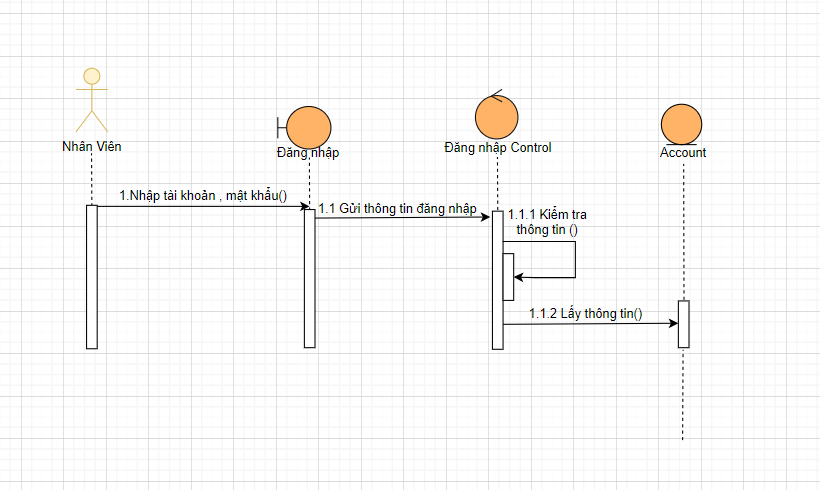 Nhân Viên
Đăng nhập
Đăng nhập Control
Account
1.Nhập tài khoản , mật khẩu()
1.1 Gửi thông tin đăng nhập
1.1.1 Kiểm tra
thông tin ()
1.1.2 Lấy thông tin()